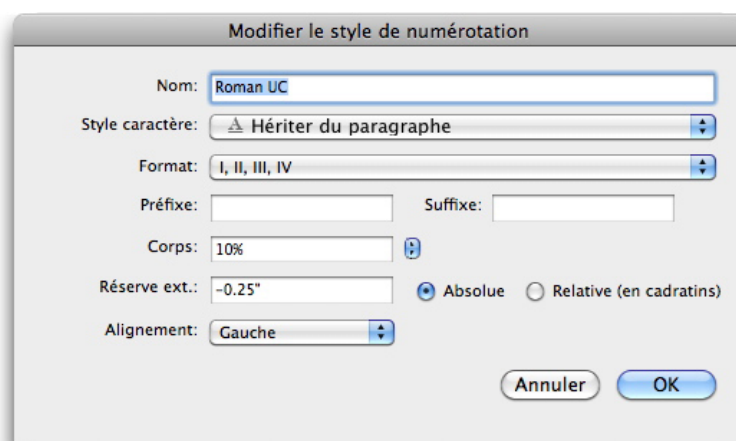 Modifier le style de numérotation
Nom: Roman UC
Style caractère: A Hériter du paragraphe
Format: I, II, III, IV
Préfixe: Suffixe:
Corps: 10%
Réserve ext.: -0.25" Absolue Relative (en cadratins)
Alignement: Gauche
Annuler OK